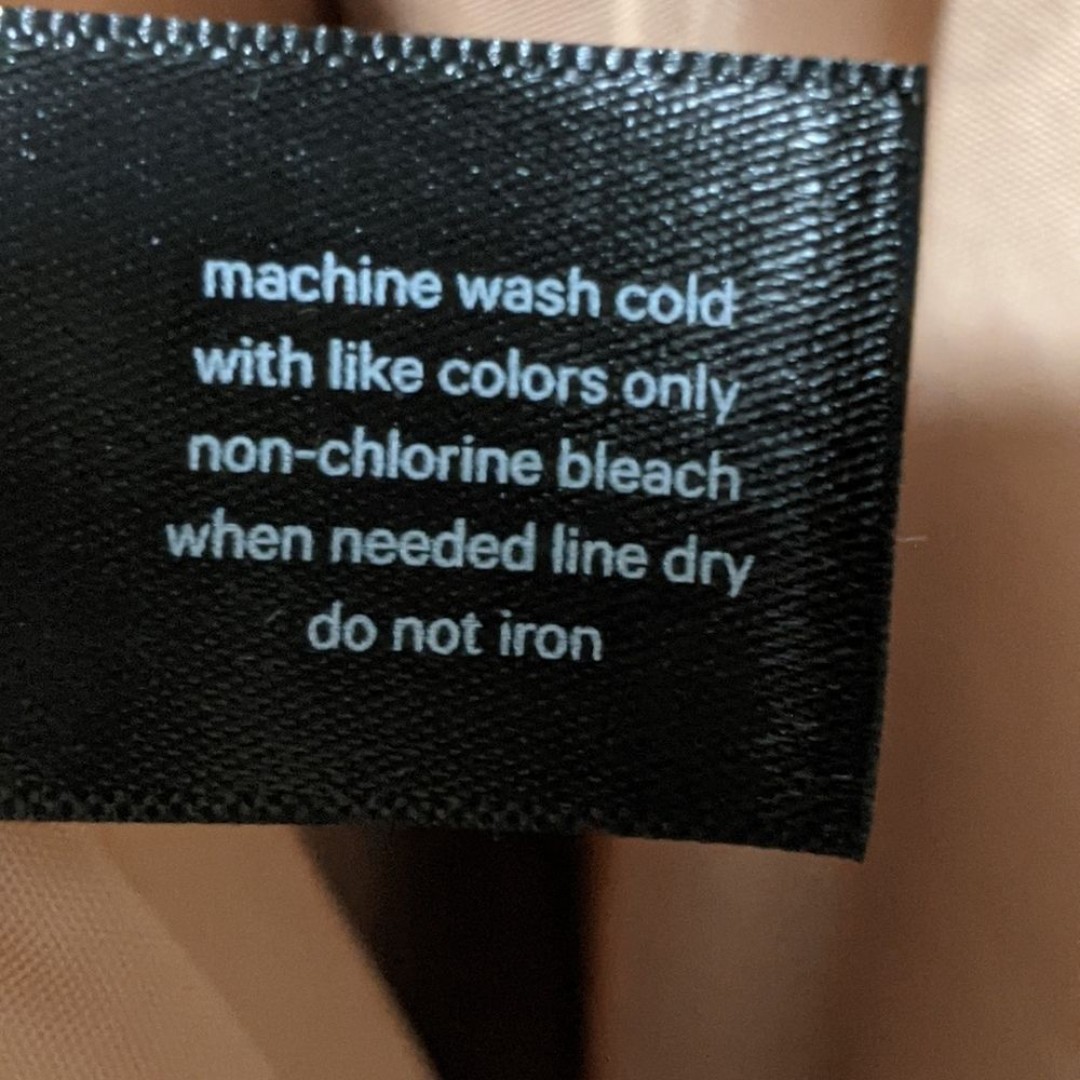 machine wash cold
with like colors only
non-chlorine bleach
when needed line dry
do not iron